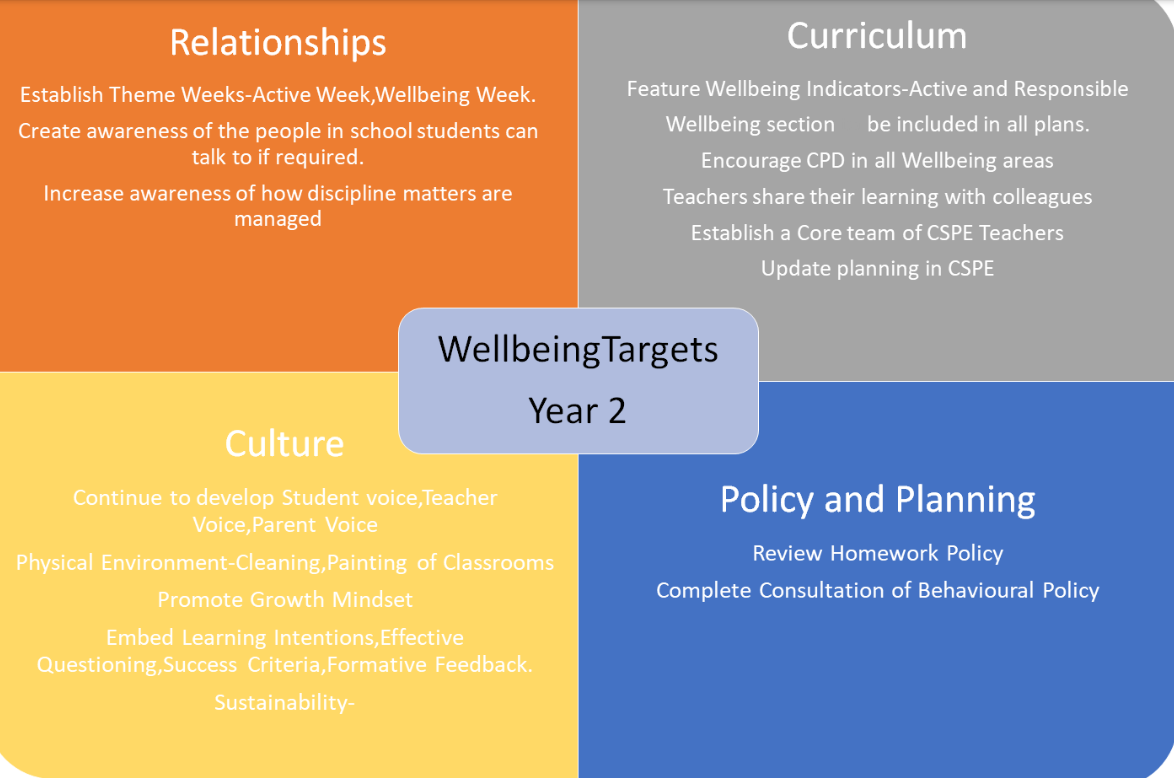 Relationships
Establish Theme Weeks-Active Week,Wellbeing Week.
Create awareness of the people in school students can
talk to if required.
Increase awareness of how discipline matters are
managed
Curriculum
Feature Wellbeing Indicators-Active and Responsible
Wellbeing section be included in all plans.
Encourage CPD in all Wellbeing areas
Teachers share their learning with colleagues
Establish a Core team of CSPE Teachers
Update planning in CSPE
WellbeingTargets
Year 2
Culture
Continue to develop Student voice,Teacher
Voice,Parent Voice
Physical Environment-Cleaning,Painting of Classrooms
Promote Growth Mindset
Embed Learning Intentions,Effective
Questioning,Success Criteria,Formative Feedback.
Sustainability-
Policy and Planning
Review Homework Policy
Complete Consultation of Behavioural Policy